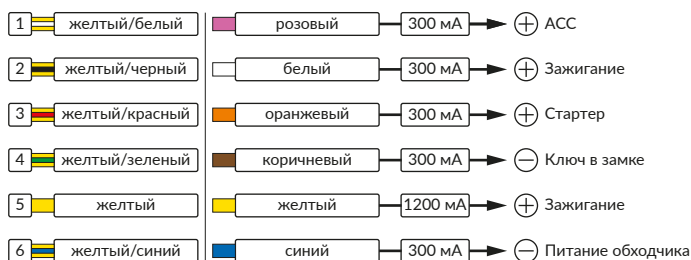 1 желтый/белый розовый 300 мА + ACC
2 желтый/черный белый 300 мА + Зажигание
3 желтый/красный оранжевый 300 мА + Стартер
4 желтый/зеленый коричневый 300 мА − Ключ в замке
5 желтый желтый 1200 мА + Зажигание
6 желтый/синий синий 300 мА − Питание обходчика